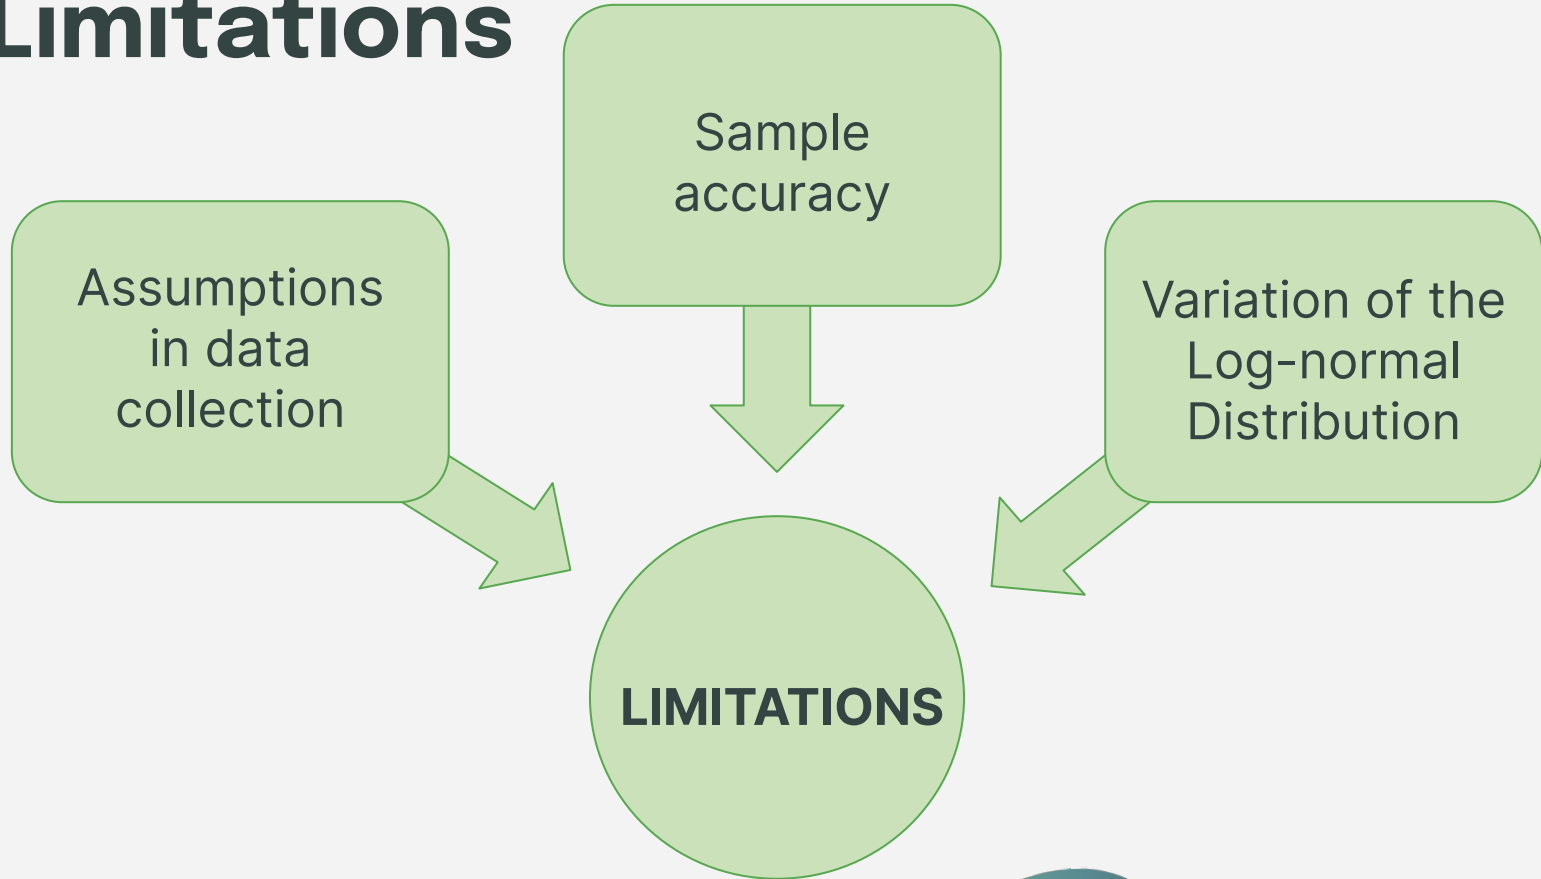 Limitations
Sample
accuracy
Assumptions
in data
collection
Variation of the
Log-normal
Distribution
LIMITATIONS